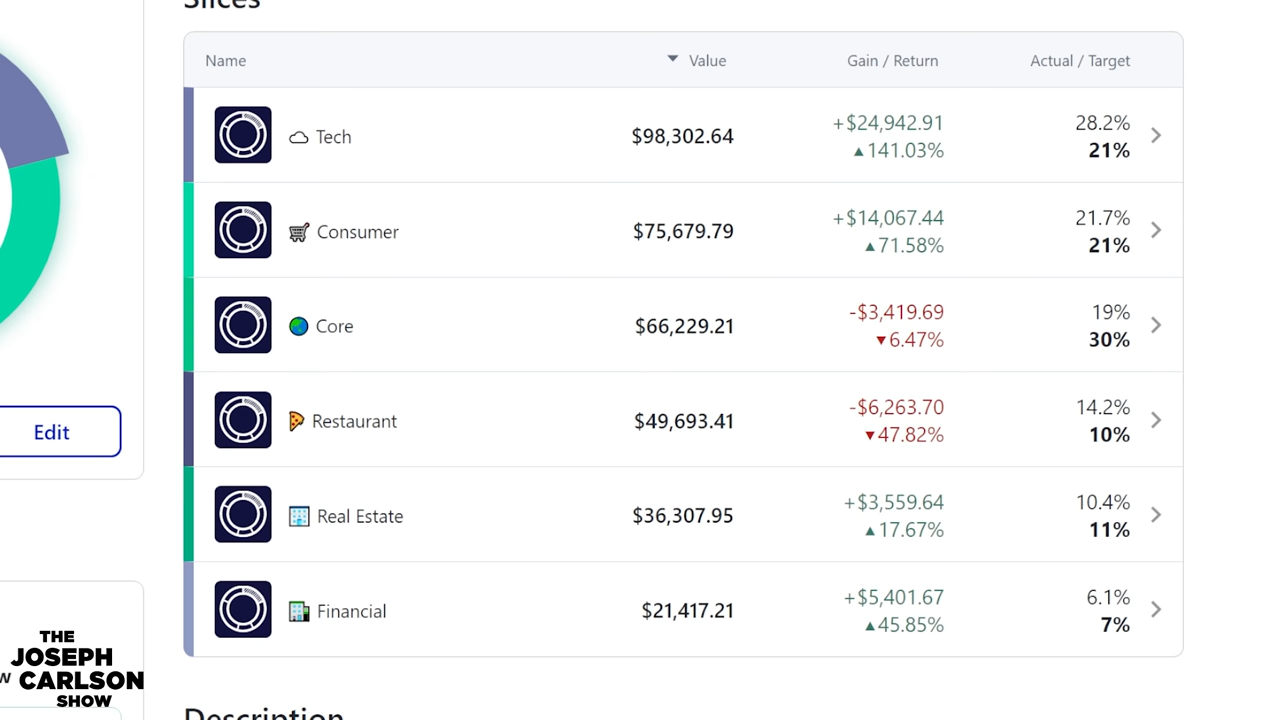 Slices
Name Value Gain / Return Actual / Target
Tech $98,302.64 +$24,942.91 28.2%
▲141.03% 21%
Consumer $75,679.79 +$14,067.44 21.7%
▲71.58% 21%
Core $66,229.21 -$3,419.69 19%
▼6.47% 30%
Restaurant $49,693.41 -$6,263.70 14.2%
▼47.82% 10%
Edit
Real Estate $36,307.95 +$3,559.64 10.4%
▲17.67% 11%
Financial $21,417.21 +$5,401.67 6.1%
▲45.85% 7%
THE
JOSEPH
CARLSON
SHOW
Description